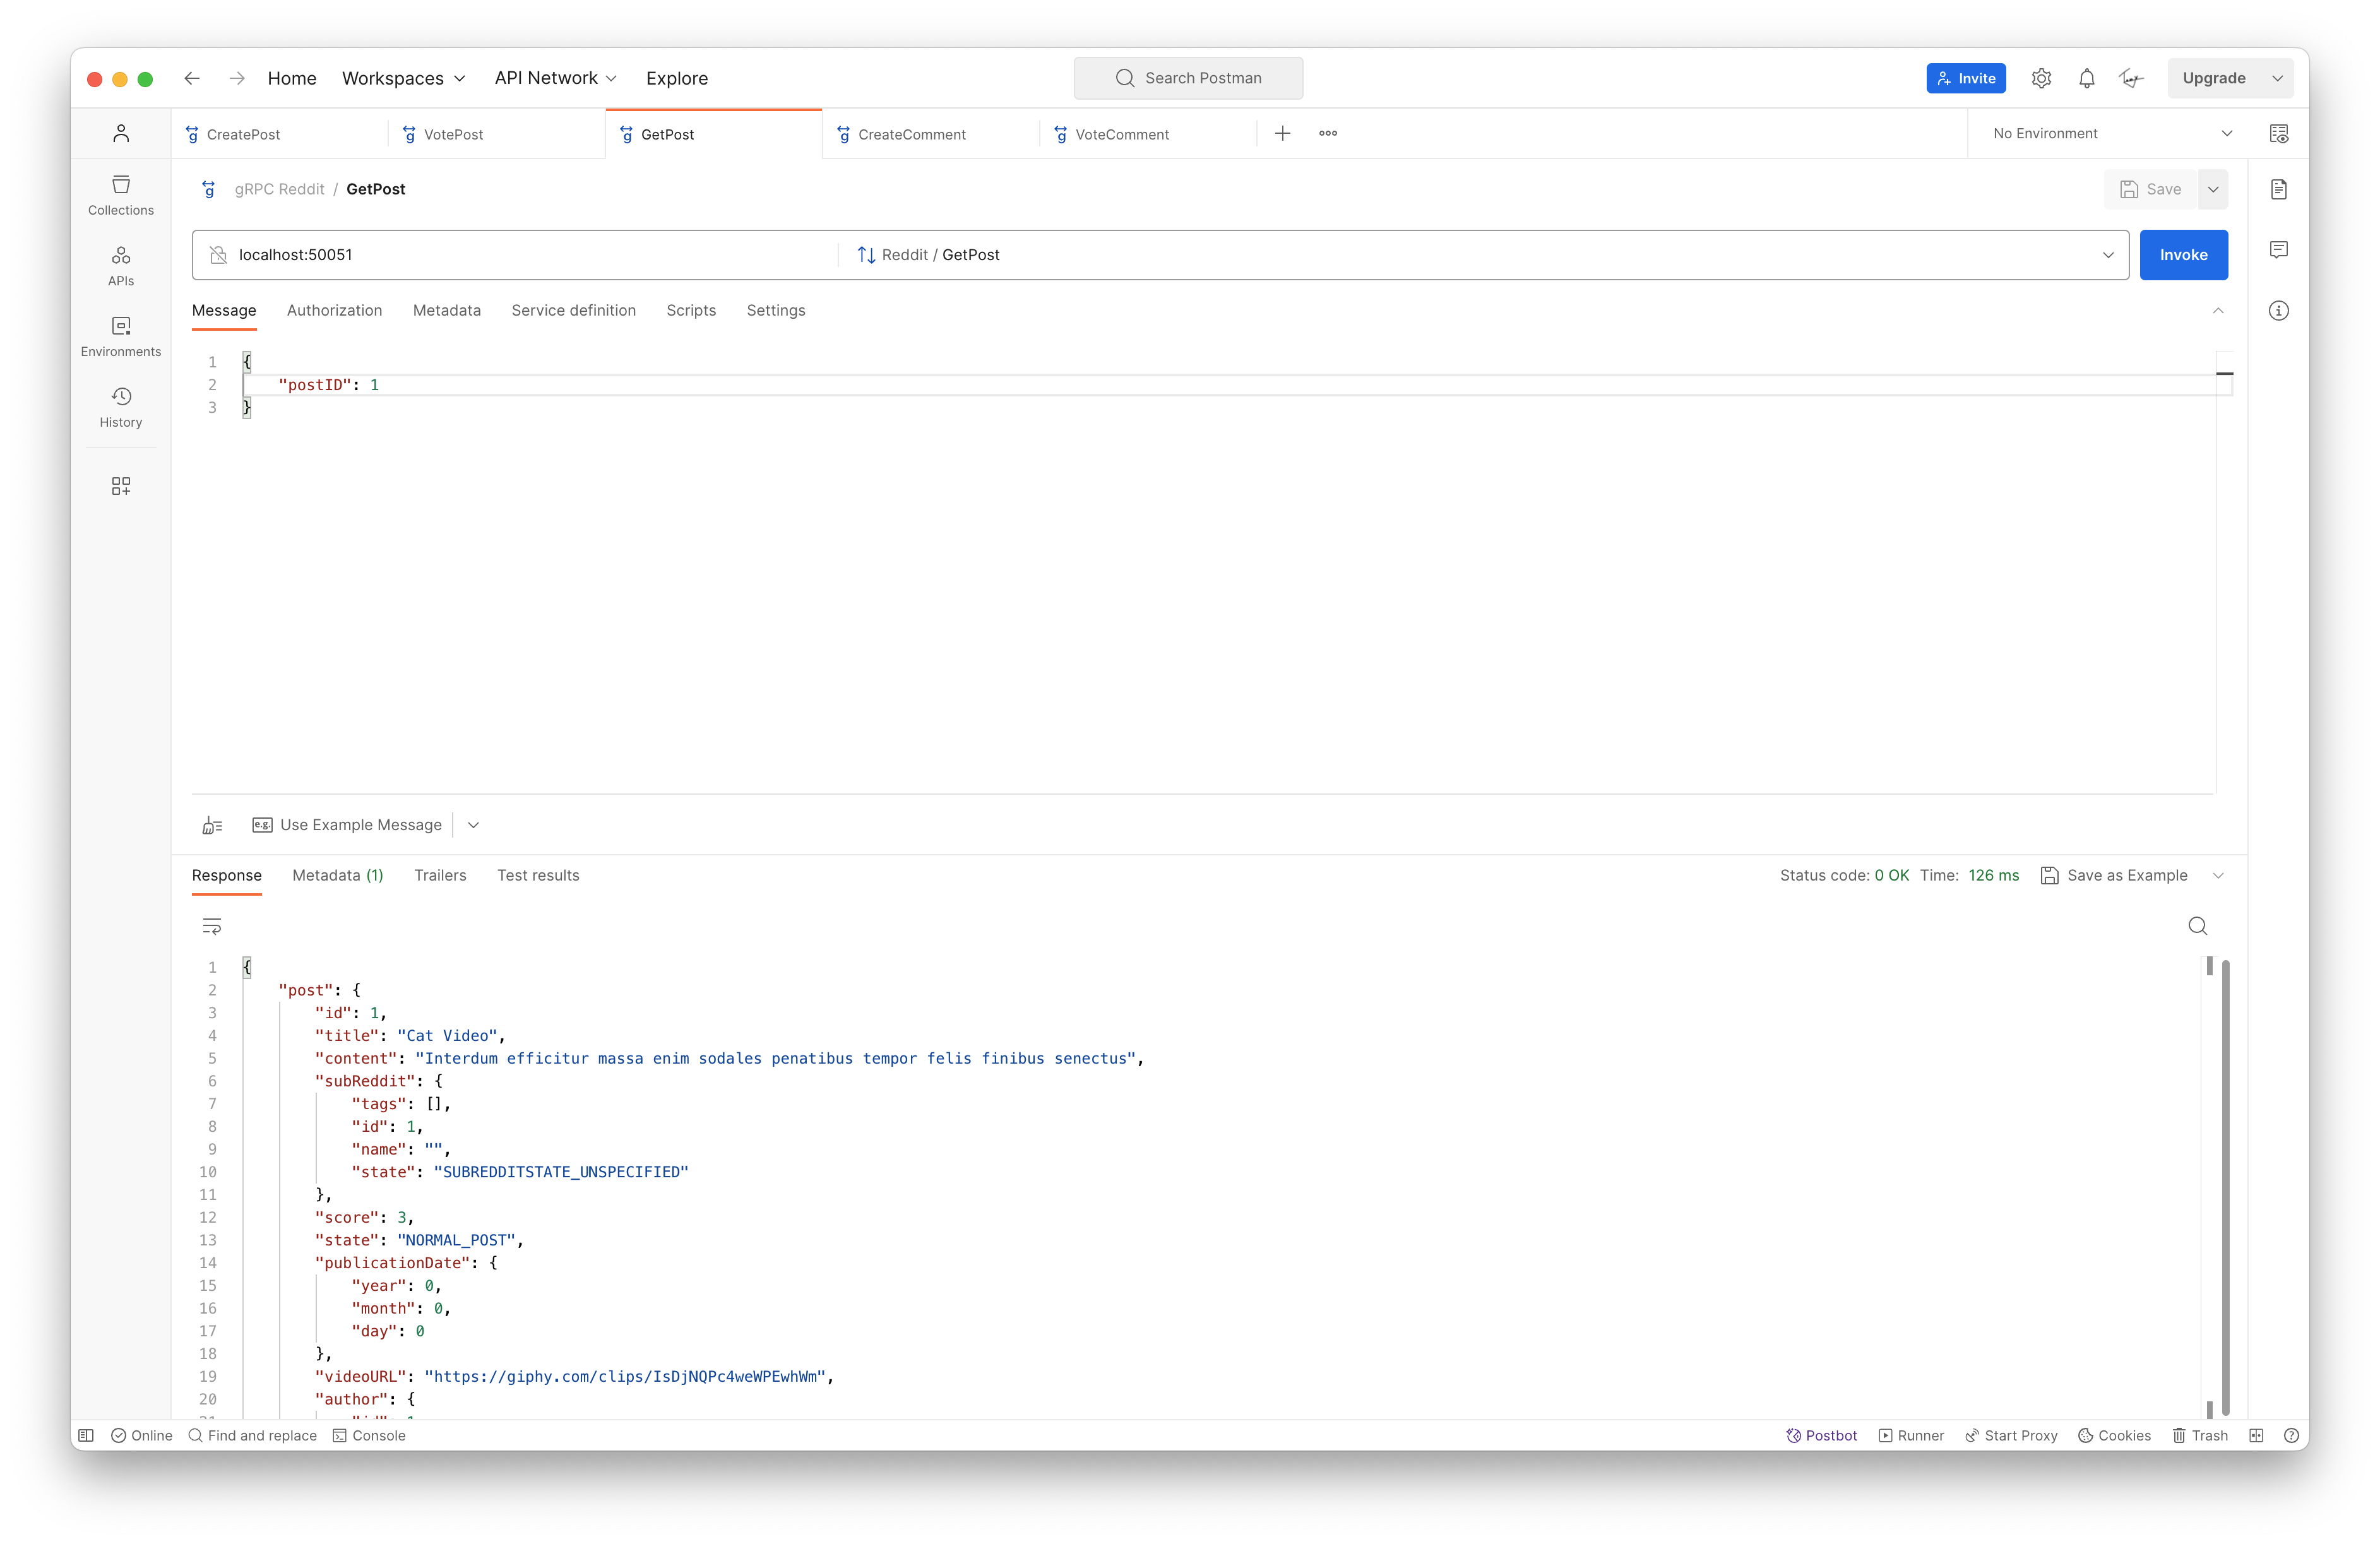 Home Workspaces API Network Explore Search Postman Invite Upgrade
CreatePost VotePost GetPost CreateComment VoteComment No Environment
gRPC Reddit / GetPost Save
Collections
APIs
Environments
History
localhost:50051 Reddit / GetPost Invoke
Message Authorization Metadata Service definition Scripts Settings
1 {
2 "postID": 1
3 }
e.g. Use Example Message
Response Metadata (1) Trailers Test results Status code: 0 OK Time: 126 ms Save as Example
1 {
2 "post": {
3 "id": 1,
4 "title": "Cat Video",
5 "content": "Interdum efficitur massa enim sodales penatibus tempor felis finibus senectus",
6 "subReddit": {
7 "tags": [],
8 "id": 1,
9 "name": "",
10 "state": "SUBREDDITSTATE_UNSPECIFIED"
11 },
12 "score": 3,
13 "state": "NORMAL_POST",
14 "publicationDate": {
15 "year": 0,
16 "month": 0,
17 "day": 0
18 },
19 "videoURL": "https://giphy.com/clips/IsDjNQPc4weWPEwhWm",
20 "author": {
Online Find and replace Console Postbot Runner Start Proxy Cookies Trash